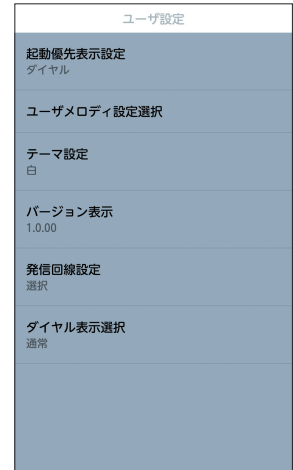 ユーザ設定
起動優先表示設定
ダイヤル
ユーザメロディ設定選択
テーマ設定
白
バージョン表示
1.0.00
発信回線設定
選択
ダイヤル表示選択
通常